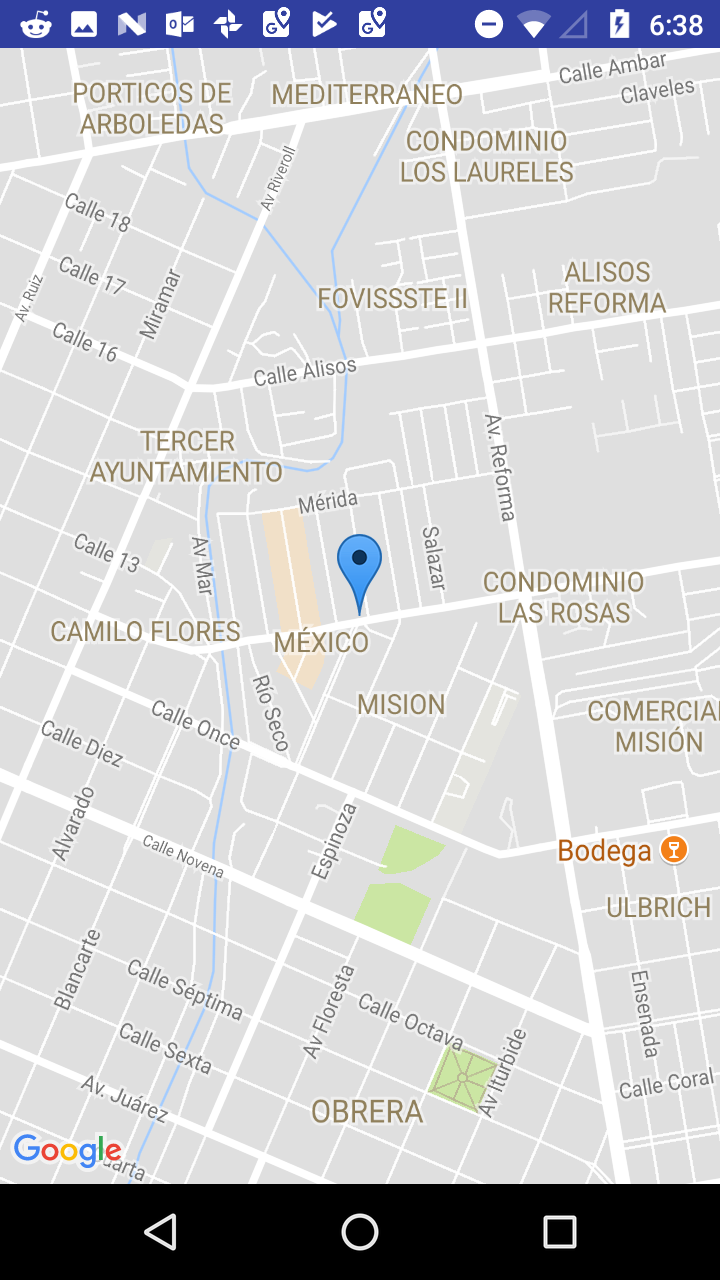 6:38
Calle Ambar
Claveles
PORTICOS DE
ARBOLEDAS
MEDITERRANEO
CONDOMINIO
LOS LAURELES
Av Riveroll
Calle 18
Calle 17
Av. Ruiz
Miramar
Calle 16
FOVISSSTE II
ALISOS
REFORMA
Calle Alisos
TERCER
AYUNTAMIENTO
Av. Reforma
Mérida
Calle 13
Av Mar
Salazar
CONDOMINIO
LAS ROSAS
CAMILO FLORES
MÉXICO
MISION
Río Seco
COMERCIAL
MISIÓN
Calle Once
Calle Diez
Alvarado
Calle Novena
Espinoza
Bodega
ULBRICH
Blancarte
Calle Séptima
Av Floresta
Calle Octava
Ensenada
Calle Sexta
Av Iturbide
Calle Coral
Av. Juárez
OBRERA
Google
uarta